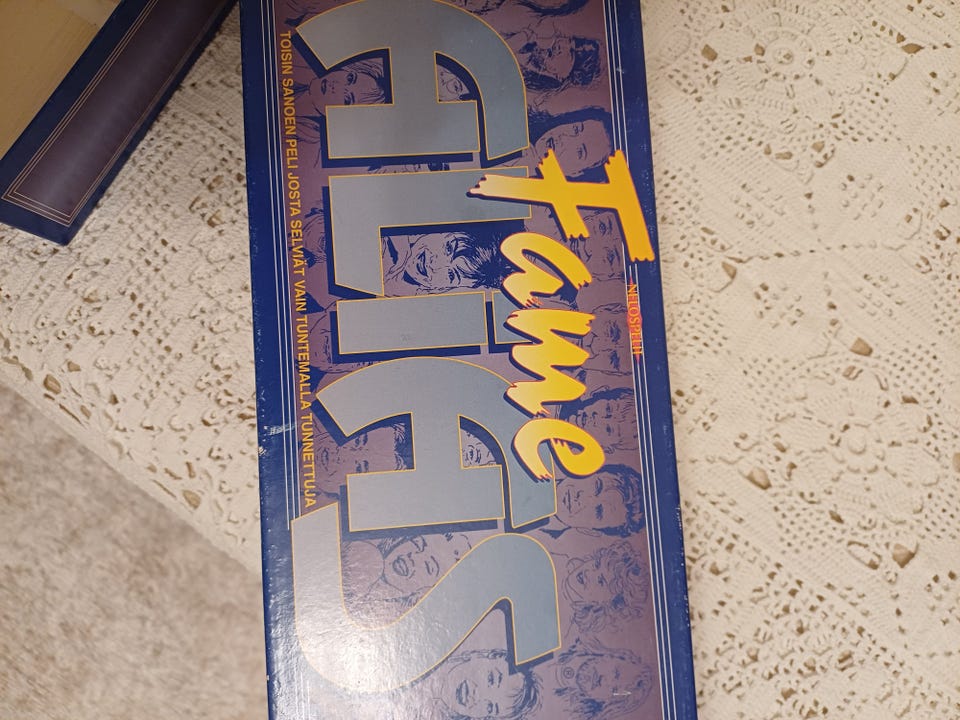 NELOSPELIT
Fame
ALIAS
TOISIN SANOEN PELI JOSTA SELVIÄT VAIN TUNTEMALLA TUNNETTUJA